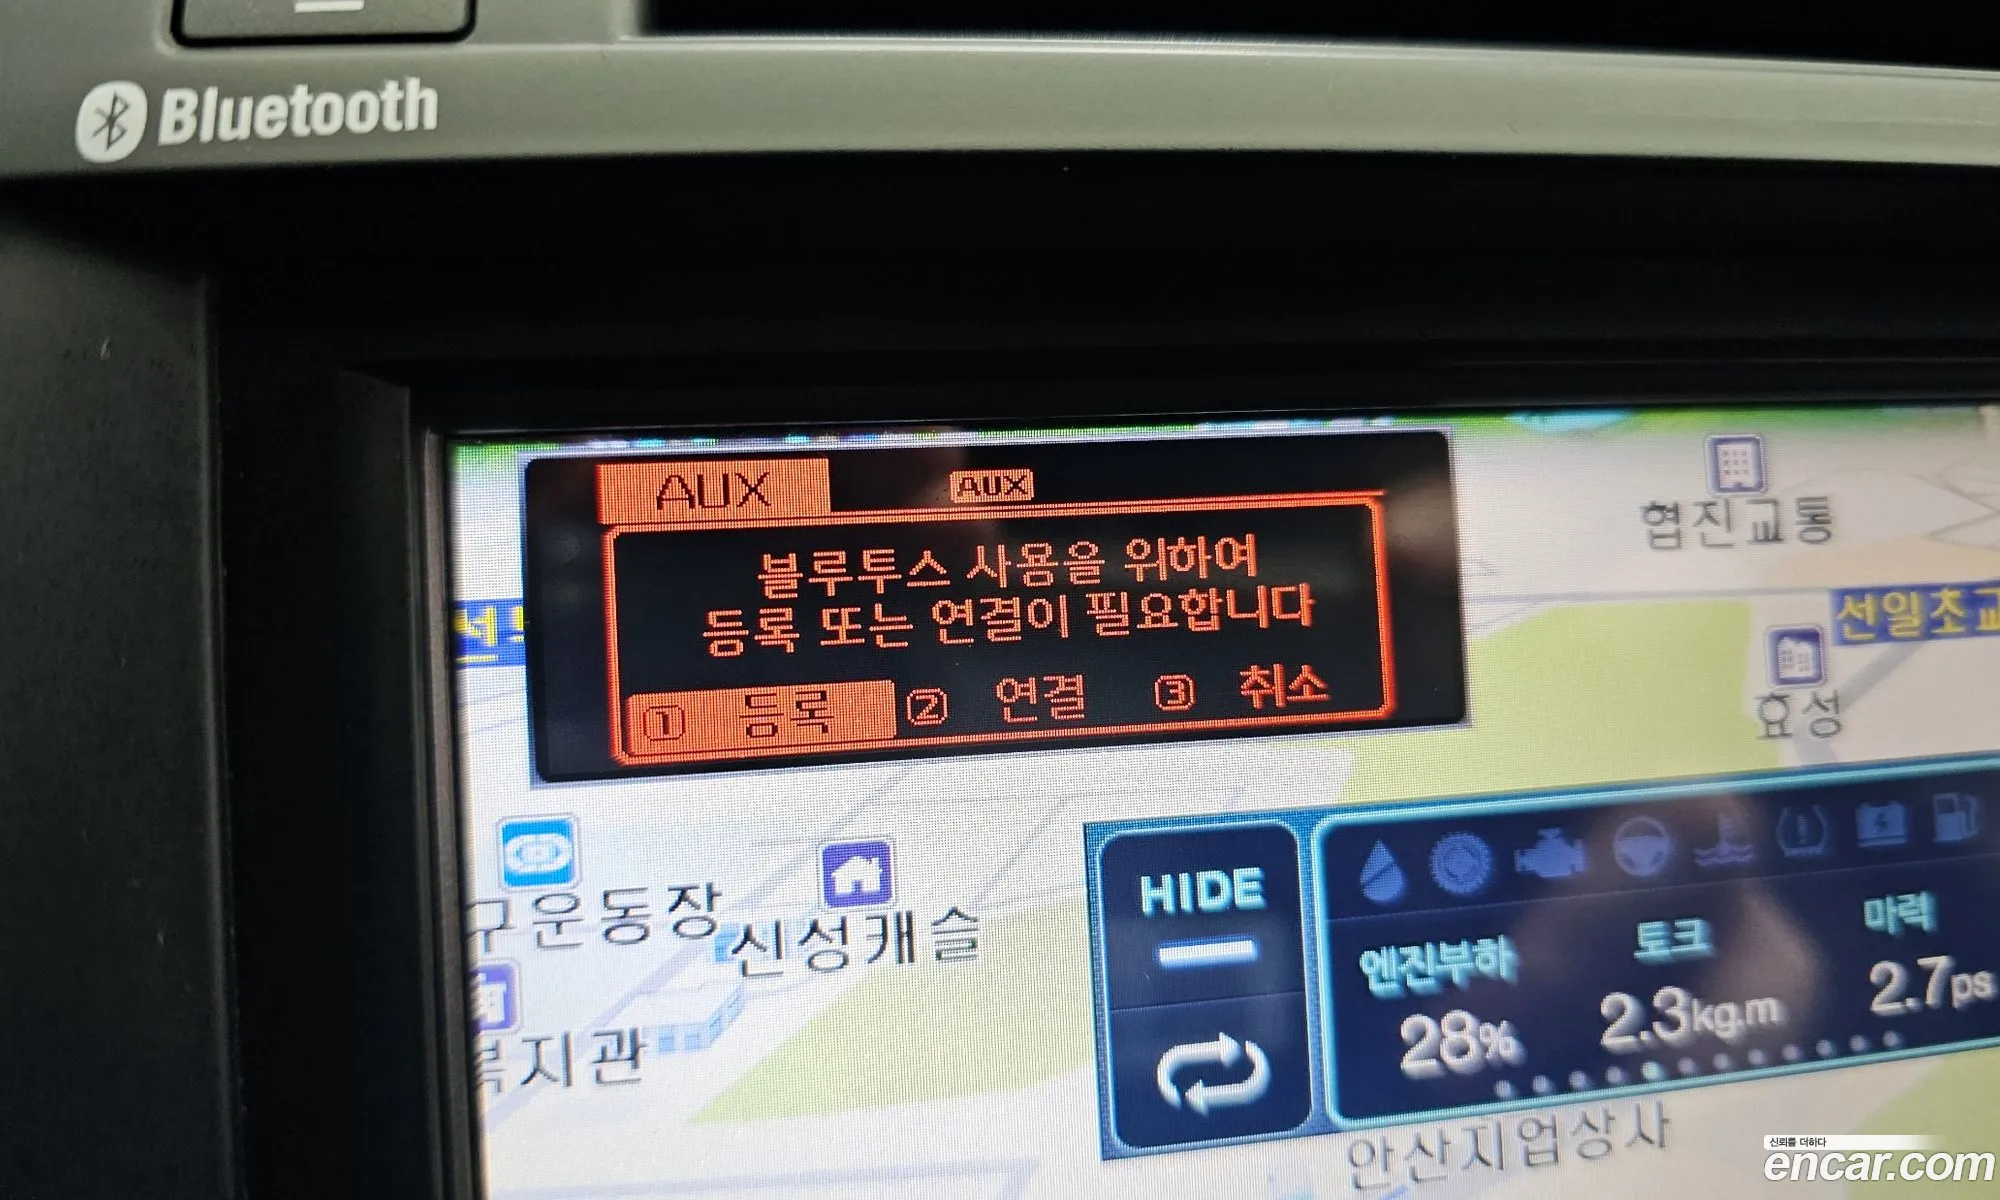 Bluetooth
AUX
AUX
블루투스 사용을 위하여
등록 또는 연결이 필요합니다
① 등록 ② 연결 ③ 취소
협진교통
선일초교
효성
구운동장
신성캐슬
복지관
HIDE
엔진부하 토크 마력
28% 2.3kg.m 2.7ps
안산지업상사
신뢰를 더하다
encar.com